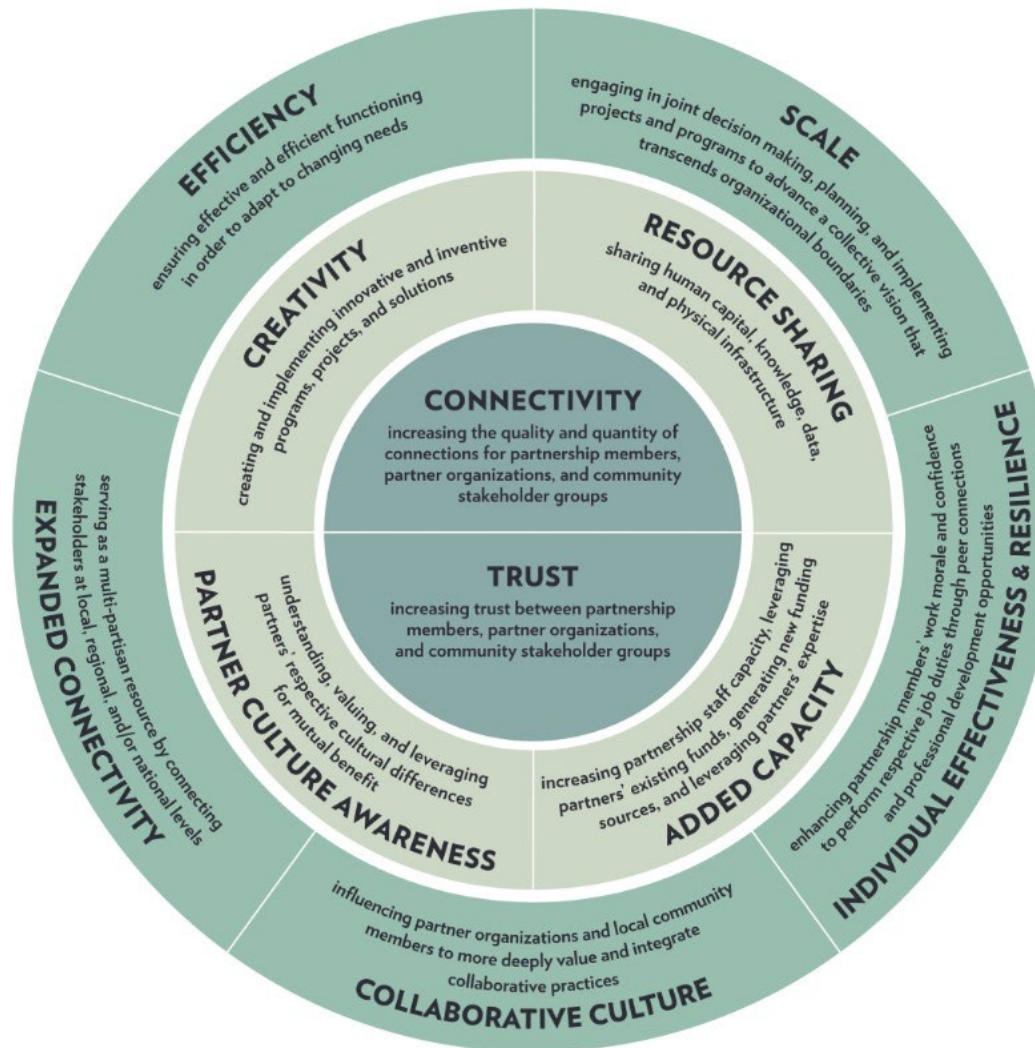 EFFICIENCY
ensuring effective and efficient functioning
in order to adapt to changing needs
SCALE
engaging in joint decision making, planning, and implementing
projects and programs to advance a collective vision that
transcends organizational boundaries
CREATIVITY
creating and implementing innovative and inventive
programs, projects, and solutions
RESOURCE SHARING
sharing human capital, knowledge, data,
and physical infrastructure
CONNECTIVITY
increasing the quality and quantity of
connections for partnership members,
partner organizations, and community
stakeholder groups
TRUST
increasing trust between partnership
members, partner organizations,
and community stakeholder groups
EXPANDED CONNECTIVITY
serving as a multi-partisan resource by connecting
stakeholders at local, regional, and/or national levels
PARTNER CULTURE AWARENESS
understanding, valuing, and leveraging
partners' respective cultural differences
for mutual benefit
increasing partnership staff capacity, leveraging
partners' existing funds, generating new funding
sources, and leveraging partners' expertise
ADDED CAPACITY
enhancing partnership members' work morale and confidence
to perform respective job duties through peer connections
and professional development opportunities
INDIVIDUAL EFFECTIVENESS & RESILIENCE
influencing partner organizations and local community
members to more deeply value and integrate
collaborative practices
COLLABORATIVE CULTURE